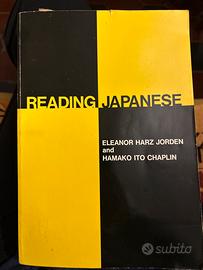 READING JAPANESE
ELEANOR HARZ JORDEN
and
HAMAKO ITO CHAPLIN
subito